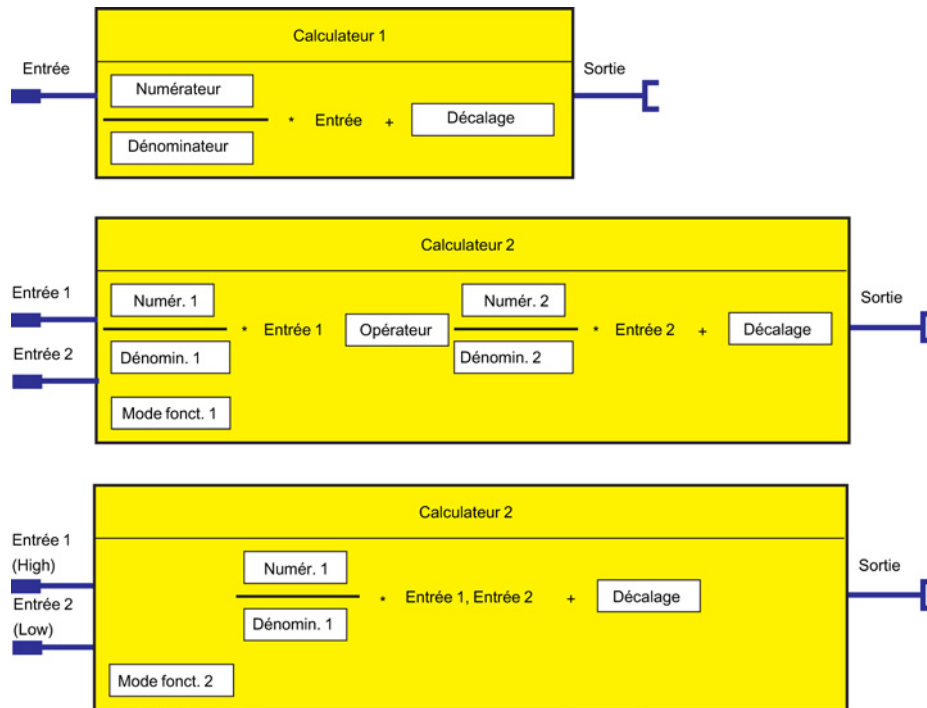 Calculateur 1
Entrée
Sortie
Numérateur
* Entrée + Décalage
Dénominateur
Calculateur 2
Entrée 1
Sortie
Numér. 1
Numér. 2
* Entrée 1 Opérateur * Entrée 2 + Décalage
Entrée 2
Dénomin. 1
Dénomin. 2
Mode fonct. 1
Calculateur 2
Entrée 1
(High)
Sortie
Numér. 1
* Entrée 1, Entrée 2 + Décalage
Entrée 2
(Low)
Dénomin. 1
Mode fonct. 2